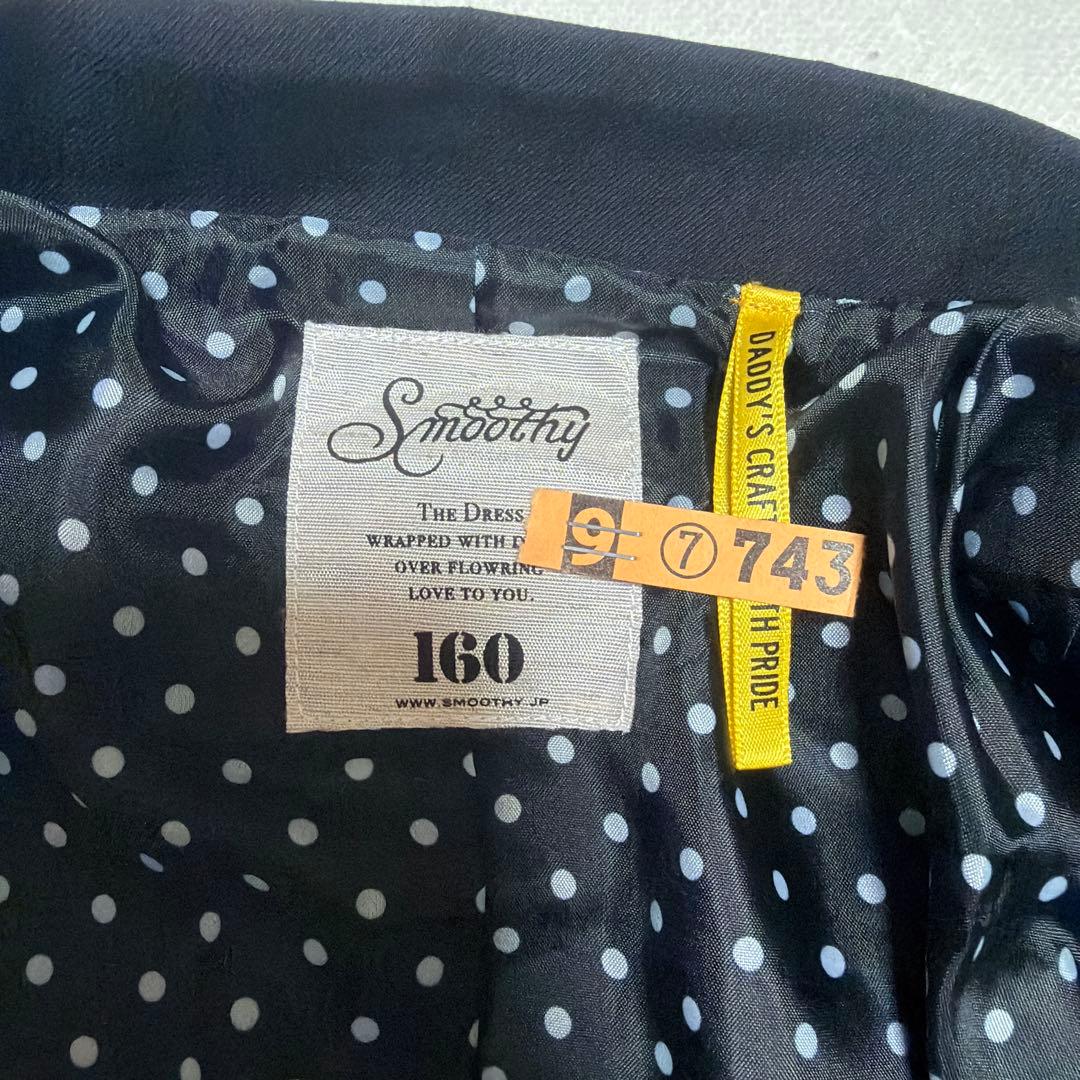 Smoothy
THE DRESS
WRAPPED WITH
OVER FLOWRING
LOVE TO YOU.
160
WWW.SMOOTHY.JP
9 ⑦ 743
DADDY'S CRAFT PRIDE